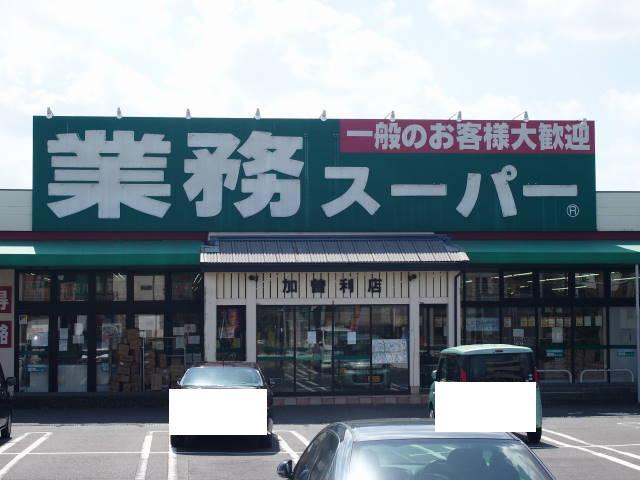 一般のお客様大歓迎
業務スーパー®
加曽利店